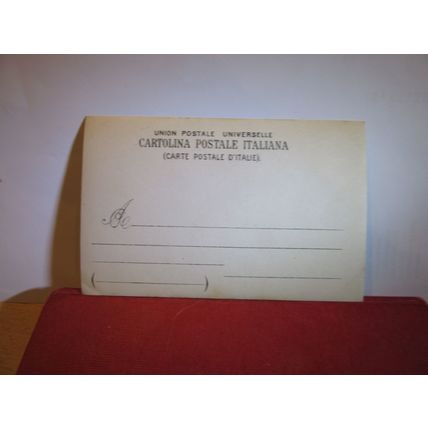 UNION POSTALE UNIVERSELLE
CARTOLINA POSTALE ITALIANA
(CARTE POSTALE D'ITALIE).
A